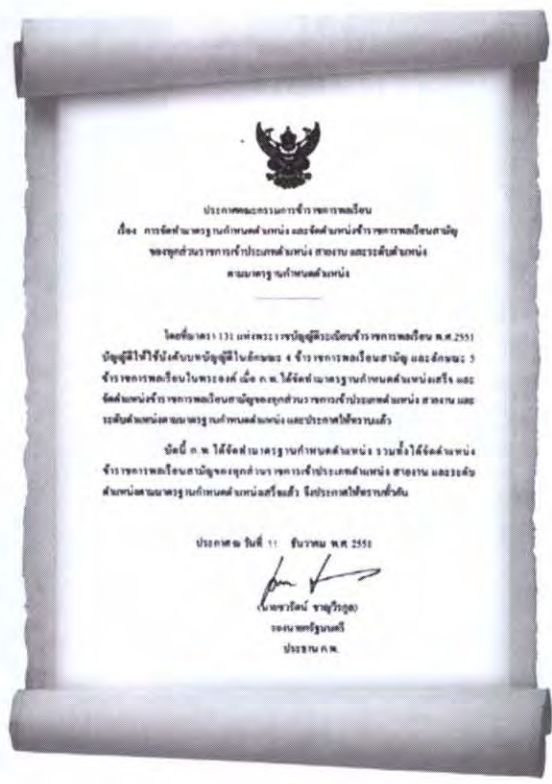 ประกาศคณะกรรมการข้าราชการพลเรือน
เรื่อง การจัดทำมาตรฐานกำหนดตำแหน่ง และจัดตำแหน่งข้าราชการพลเรือนสามัญ
ของทุกส่วนราชการเข้าประเภทตำแหน่ง สายงาน และระดับตำแหน่ง
ตามมาตรฐานกำหนดตำแหน่ง
โดยที่มาตรา 131 แห่งพระราชบัญญัติระเบียบข้าราชการพลเรือน พ.ศ.2551
บัญญัติให้ใช้บังคับบทบัญญัติในลักษณะ 4 ข้าราชการพลเรือนสามัญ และลักษณะ 5
ข้าราชการพลเรือนในพระองค์ เมื่อ ก.พ. ได้จัดทำมาตรฐานกำหนดตำแหน่งเสร็จ และ
จัดตำแหน่งข้าราชการพลเรือนสามัญของทุกส่วนราชการเข้าประเภทตำแหน่ง สายงาน และ
ระดับตำแหน่งตามมาตรฐานกำหนดตำแหน่ง และประกาศให้ทราบแล้ว
บัดนี้ ก.พ. ได้จัดทำมาตรฐานกำหนดตำแหน่ง รวมทั้งได้จัดตำแหน่ง
ข้าราชการพลเรือนสามัญของทุกส่วนราชการเข้าประเภทตำแหน่ง สายงาน และระดับ
ตำแหน่งตามมาตรฐานกำหนดตำแหน่งเสร็จแล้ว จึงประกาศให้ทราบทั่วกัน
ประกาศ ณ วันที่ 11 ธันวาคม พ.ศ. 2551
(นายชวรัตน์ ชาญวีรกูล)
รองนายกรัฐมนตรี
ประธาน ก.พ.